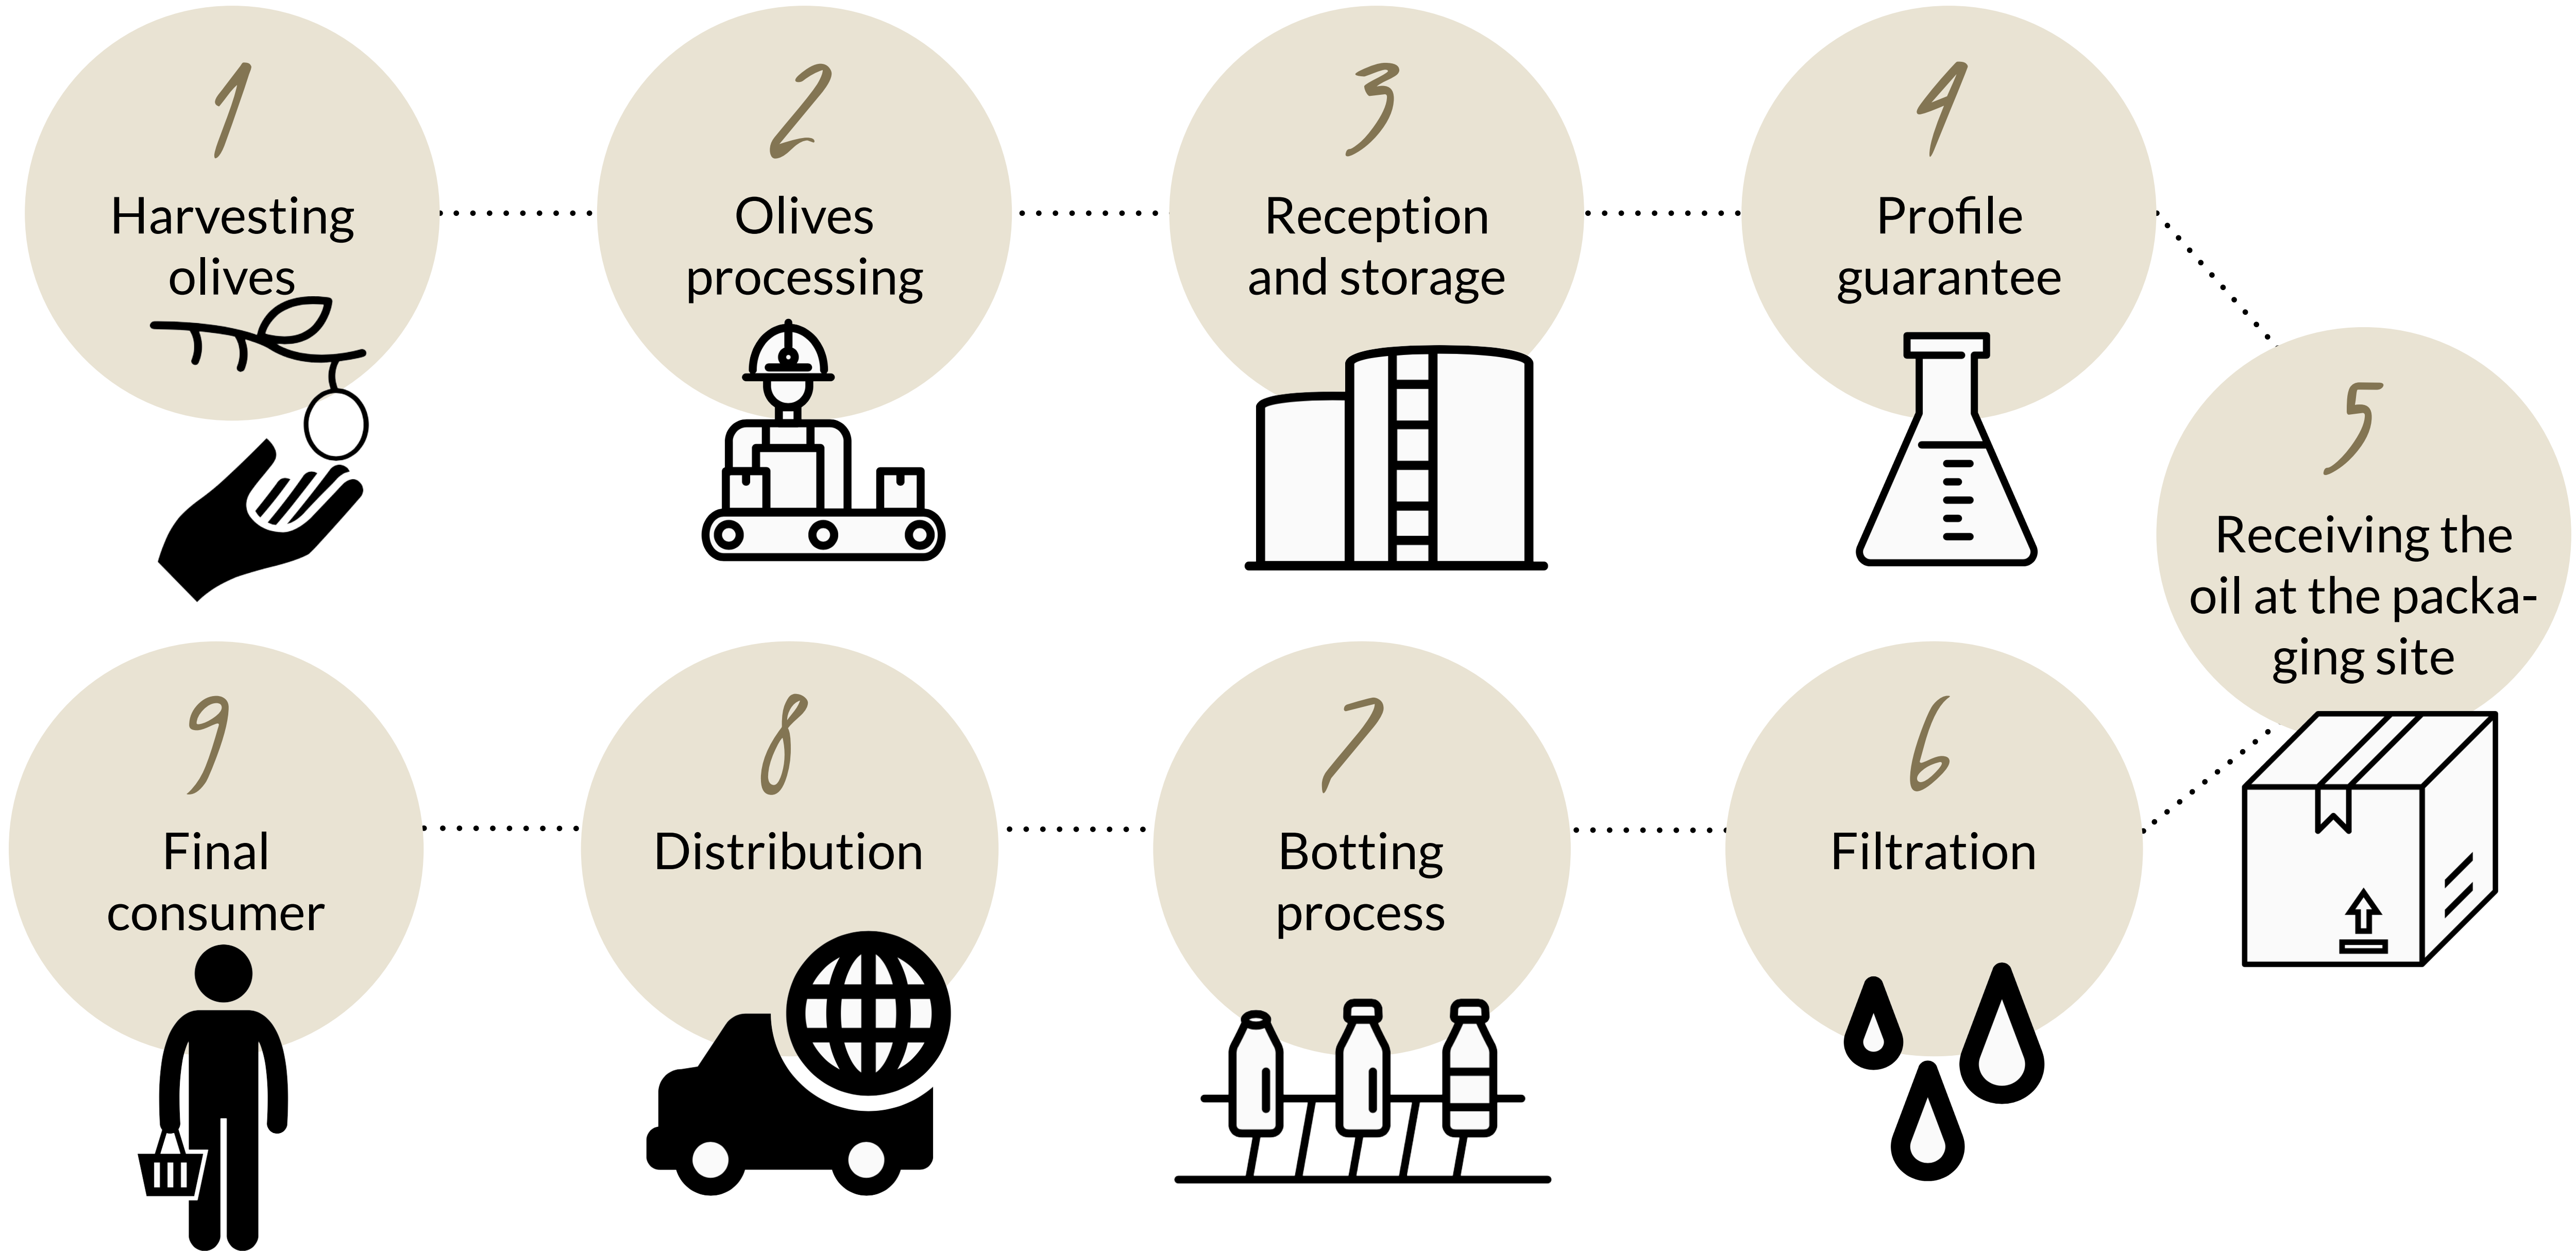 1
Harvesting
olives
2
Olives
processing
3
Reception
and storage
4
Profile
guarantee
5
Receiving the
oil at the packa-
ging site
6
Filtration
7
Botting
process
8
Distribution
9
Final
consumer